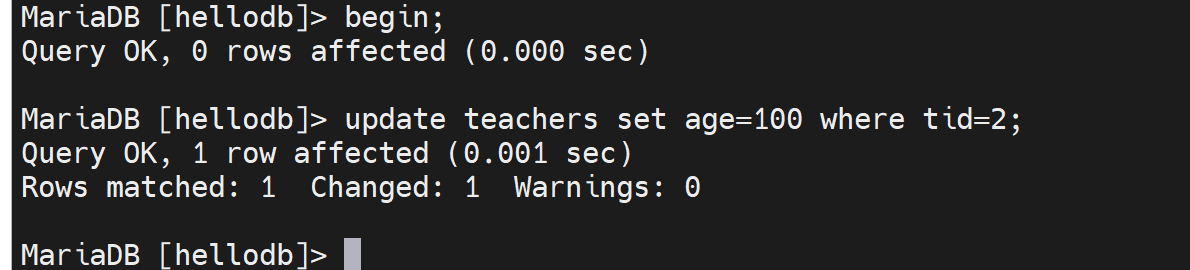 MariaDB [hellodb]> begin;
Query OK, 0 rows affected (0.000 sec)
MariaDB [hellodb]> update teachers set age=100 where tid=2;
Query OK, 1 row affected (0.001 sec)
Rows matched: 1  Changed: 1  Warnings: 0
MariaDB [hellodb]>